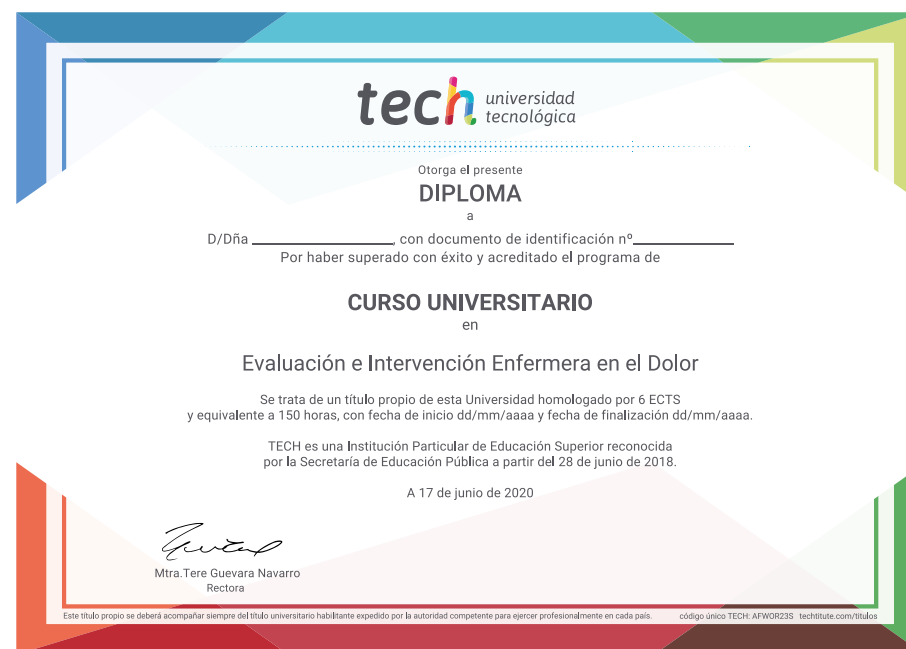 tech universidad
tecnológica
Otorga el presente
DIPLOMA
a
D/Dña ____________________, con documento de identificación nº______________
Por haber superado con éxito y acreditado el programa de
CURSO UNIVERSITARIO
en
Evaluación e Intervención Enfermera en el Dolor
Se trata de un título propio de esta Universidad homologado por 6 ECTS
y equivalente a 150 horas, con fecha de inicio dd/mm/aaaa y fecha de finalización dd/mm/aaaa.
TECH es una Institución Particular de Educación Superior reconocida
por la Secretaría de Educación Pública a partir del 28 de junio de 2018.
A 17 de junio de 2020
Mtra.Tere Guevara Navarro
Rectora
Este título propio se deberá acompañar siempre del título universitario habilitante expedido por la autoridad competente para ejercer profesionalmente en cada país. código único TECH: AFWOR23S techtitute.com/titulos